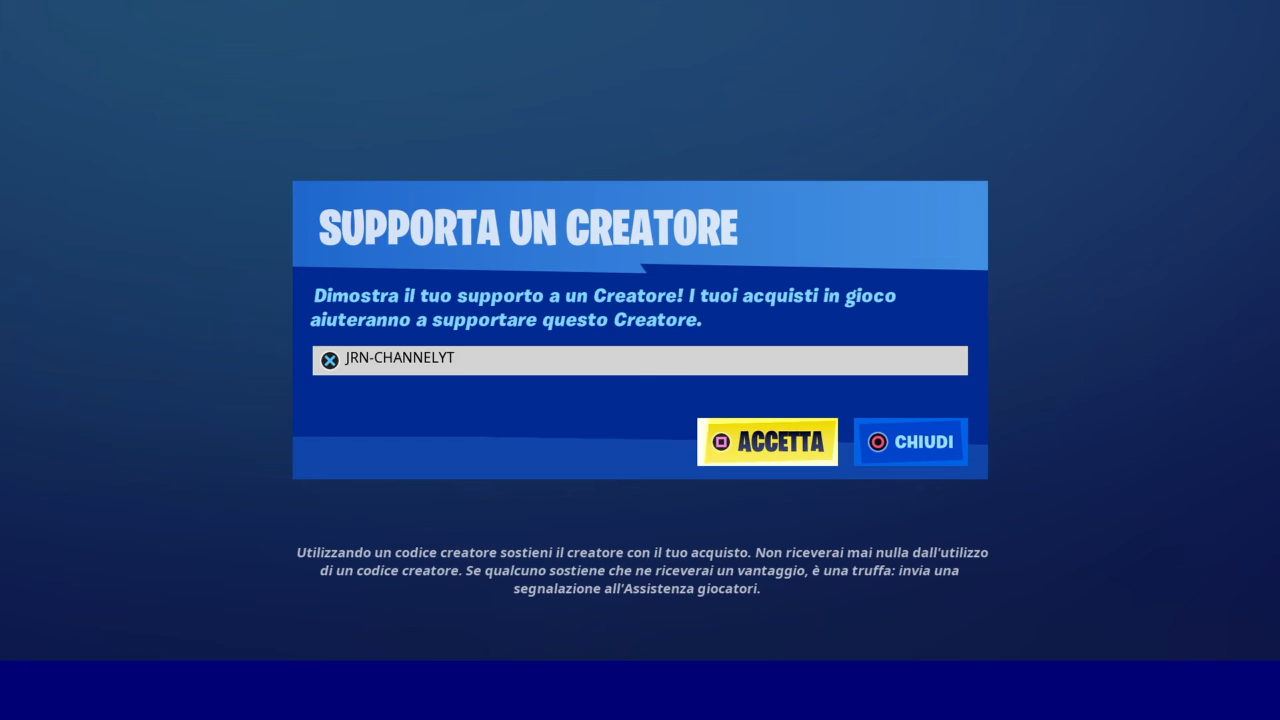 SUPPORTA UN CREATORE
Dimostra il tuo supporto a un Creatore! I tuoi acquisti in gioco
aiuteranno a supportare questo Creatore.
JRN-CHANNELYT
ACCETTA
CHIUDI
Utilizzando un codice creatore sostieni il creatore con il tuo acquisto. Non riceverai mai nulla dall'utilizzo
di un codice creatore. Se qualcuno sostiene che ne riceverai un vantaggio, è una truffa: invia una
segnalazione all'Assistenza giocatori.